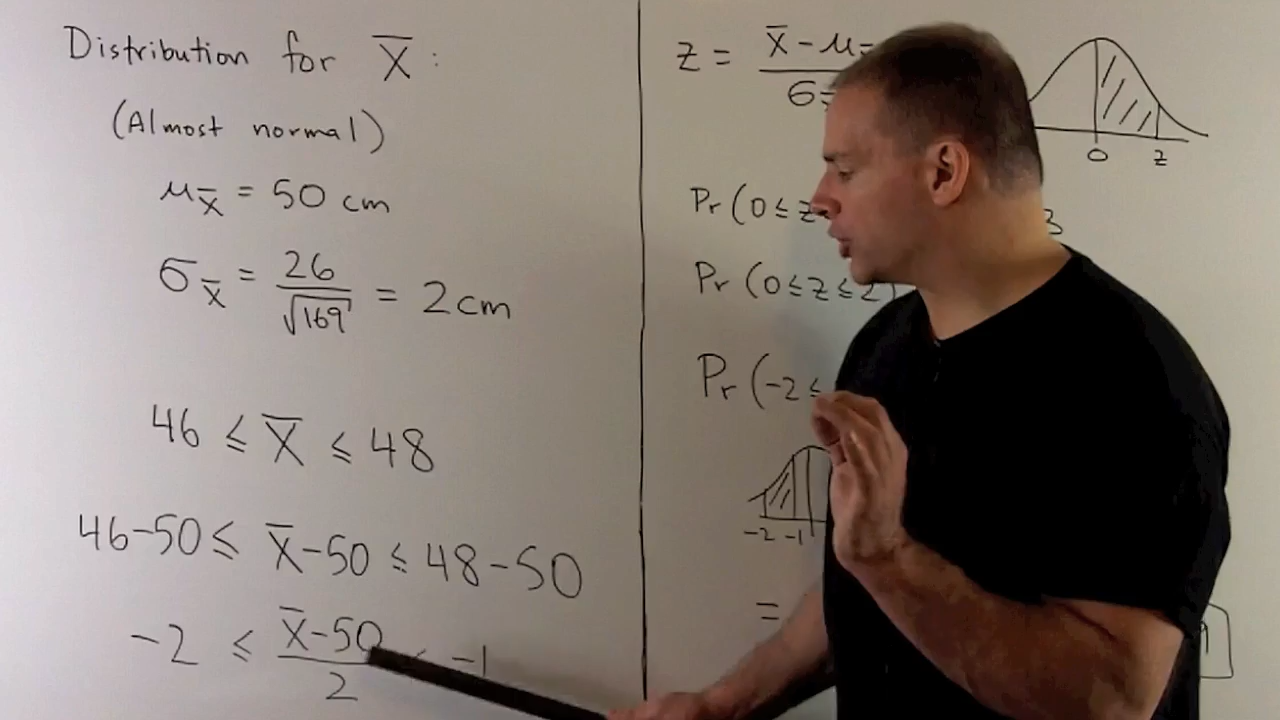 Distribution for X̄ :
(Almost normal)
μX̄ = 50 cm
σX̄ = 26/√169 = 2 cm
46 ≤ X̄ ≤ 48
46-50 ≤ X̄-50 ≤ 48-50
-2 ≤ (X̄-50)/2 ≤ -1
z = X̄ - μ
σ
0 z
Pr (0 ≤ z
3
Pr (0 ≤ z ≤ 2)
Pr (-2 ≤
-2 -1
=